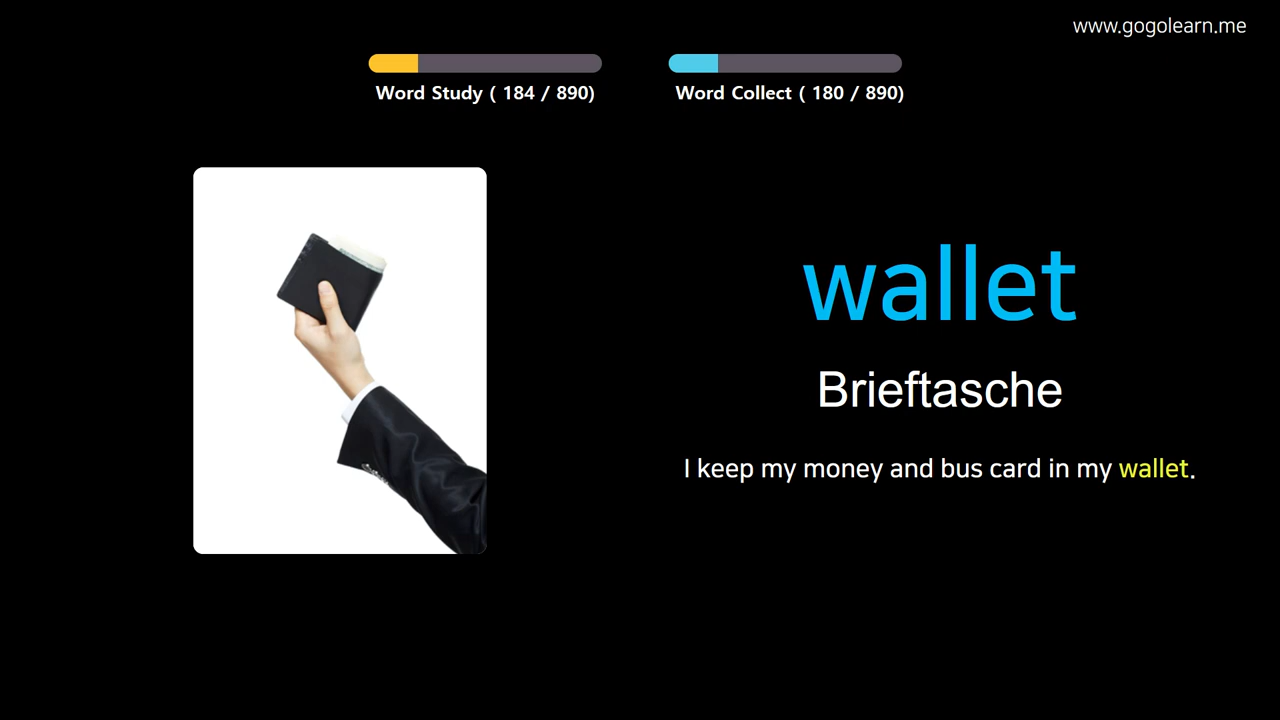 www.gogolearn.me
Word Study ( 184 / 890)
Word Collect ( 180 / 890)
wallet
Brieftasche
I keep my money and bus card in my wallet.